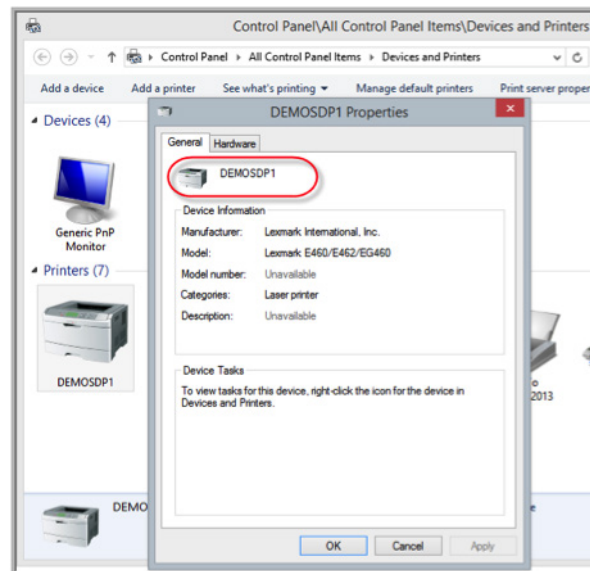 Control Panel\All Control Panel Items\Devices and Printers
Control Panel All Control Panel Items Devices and Printers
Add a device Add a printer See what's printing Manage default printers Print server proper
Devices (4)
Generic PnP
Monitor
Printers (7)
DEMOSDP1
DEMO
DEMOSDP1 Properties
General Hardware
DEMOSDP1
Device Information
Manufacturer: Lexmark International, Inc.
Model: Lexmark E460/E462/EG460
Model number: Unavailable
Categories: Laser printer
Description: Unavailable
Device Tasks
To view tasks for this device, right-click the icon for the device in
Devices and Printers.
OK Cancel Apply
2013